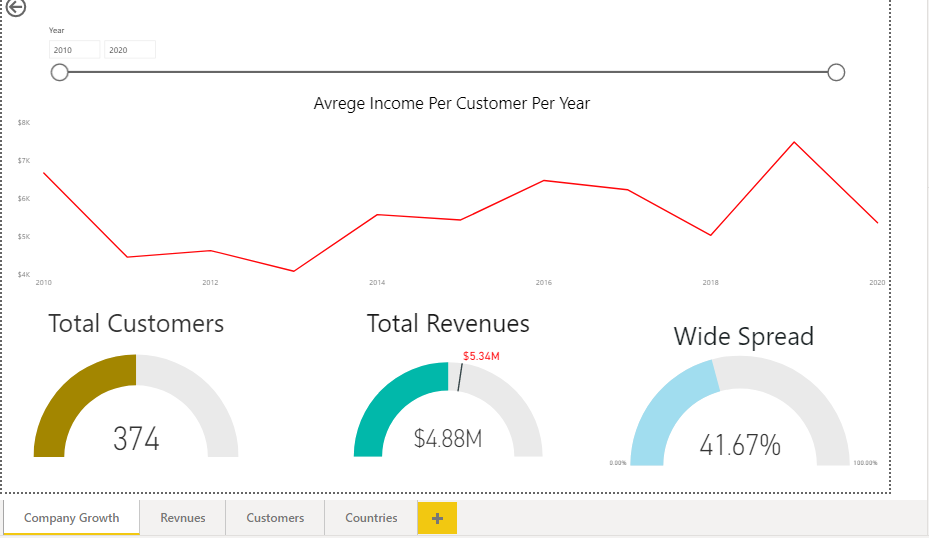 Year
2010 2020
Avrege Income Per Customer Per Year
$8K
$7K
$6K
$5K
$4K
2010 2012 2014 2016 2018 2020
Total Customers
374
Total Revenues
$5.34M
$4.88M
Wide Spread
41.67%
0.00% 100.00%
Company Growth Revnues Customers Countries +